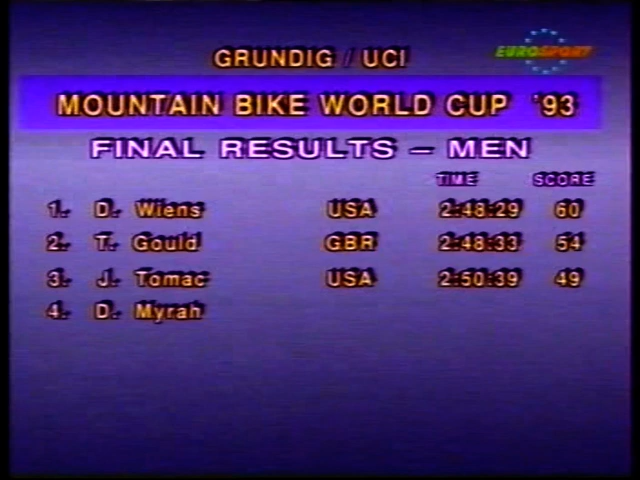 GRUNDIG / UCI
EUROSPORT
MOUNTAIN BIKE WORLD CUP '93
FINAL RESULTS – MEN
TIME SCORE
1. D. Wiens USA 2:48:29 60
2. T. Gould GBR 2:48:33 54
3. J. Tomac USA 2:50:39 49
4. D. Myrah